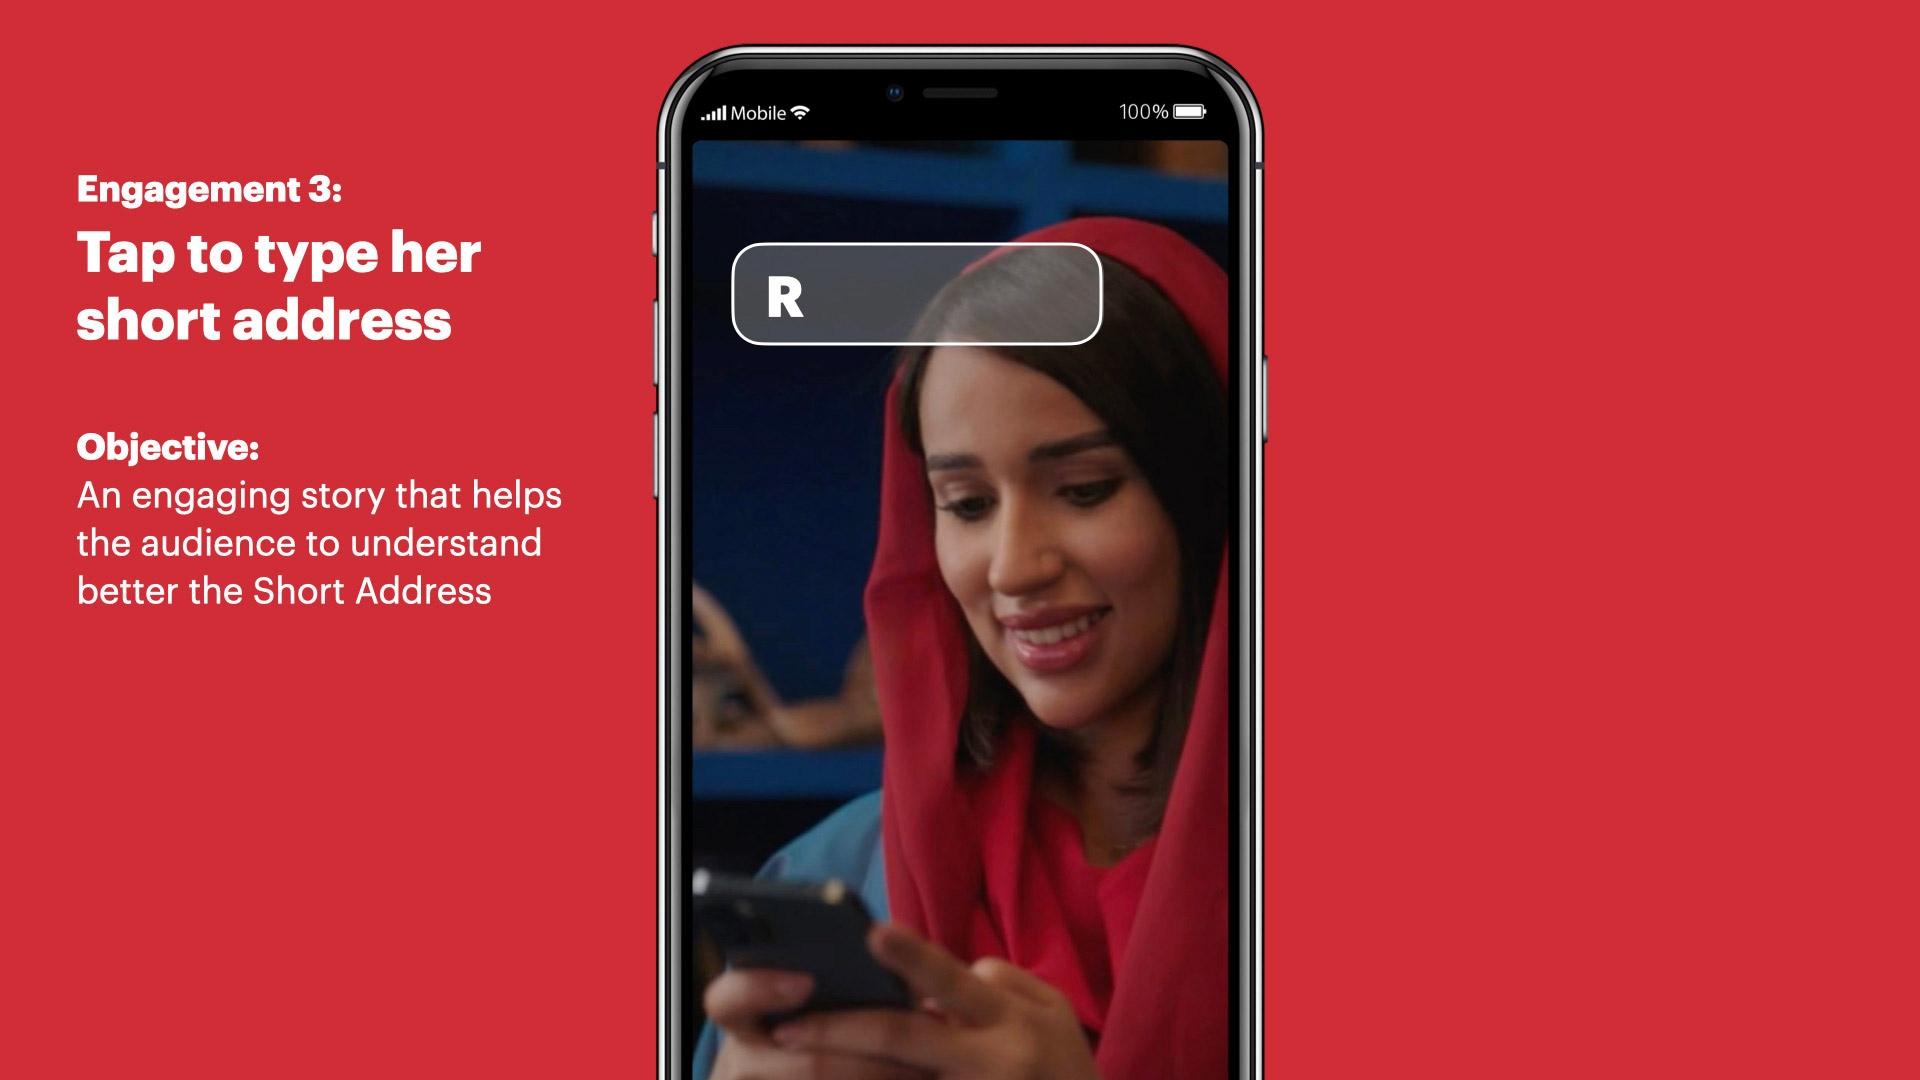 Mobile
100%
Engagement 3:
Tap to type her
short address
R
Objective:
An engaging story that helps
the audience to understand
better the Short Address